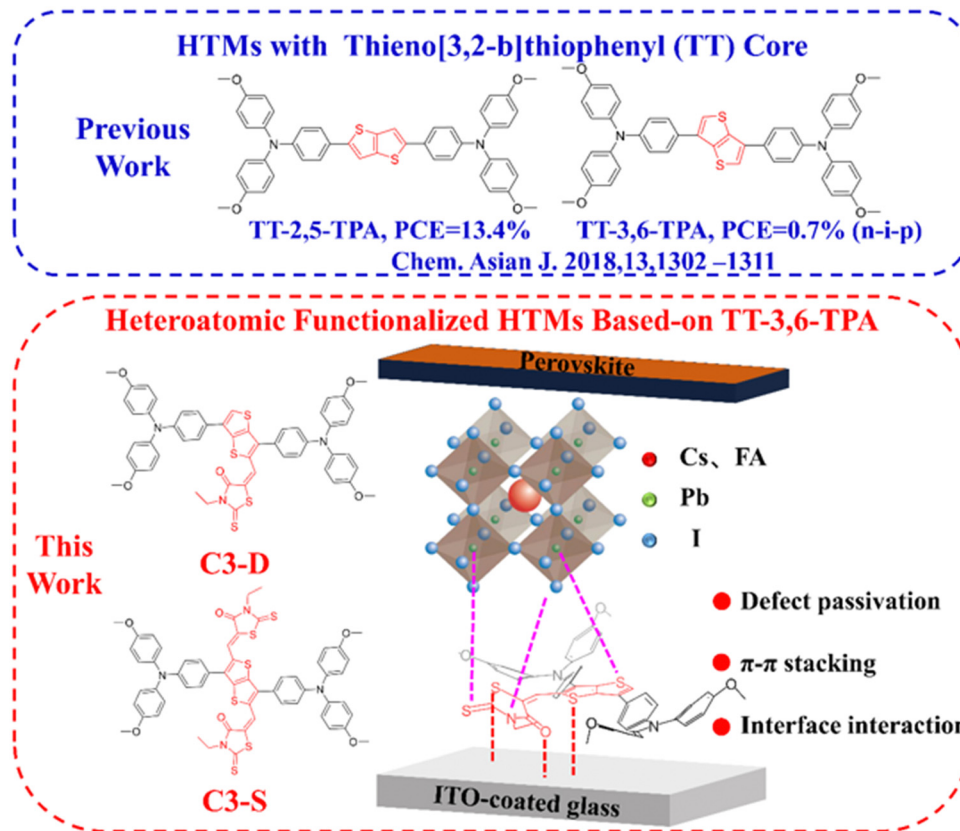 HTMs with Thieno[3,2-b]thiophenyl (TT) Core
Previous
Work
TT-2,5-TPA, PCE=13.4%
TT-3,6-TPA, PCE=0.7% (n-i-p)
Chem. Asian J. 2018,13,1302 –1311
Heteroatomic Functionalized HTMs Based-on TT-3,6-TPA
Perovskite
Cs、FA
Pb
I
This
Work
C3-D
C3-S
Defect passivation
π-π stacking
Interface interaction
ITO-coated glass